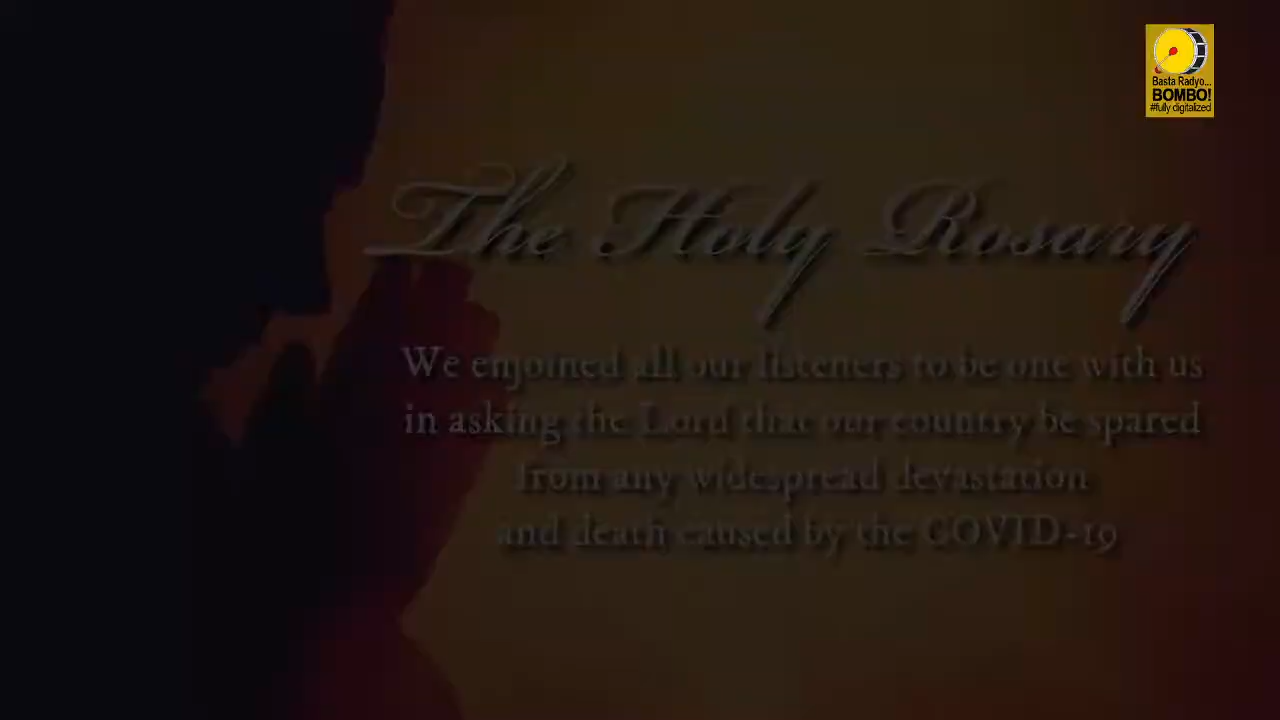 Basta Radyo...
BOMBO!
#fully digitalized
The Holy Rosary
We enjoined all our listeners to be one with us
in asking the Lord that our country be spared
from any widespread devastation
and death caused by the COVID-19